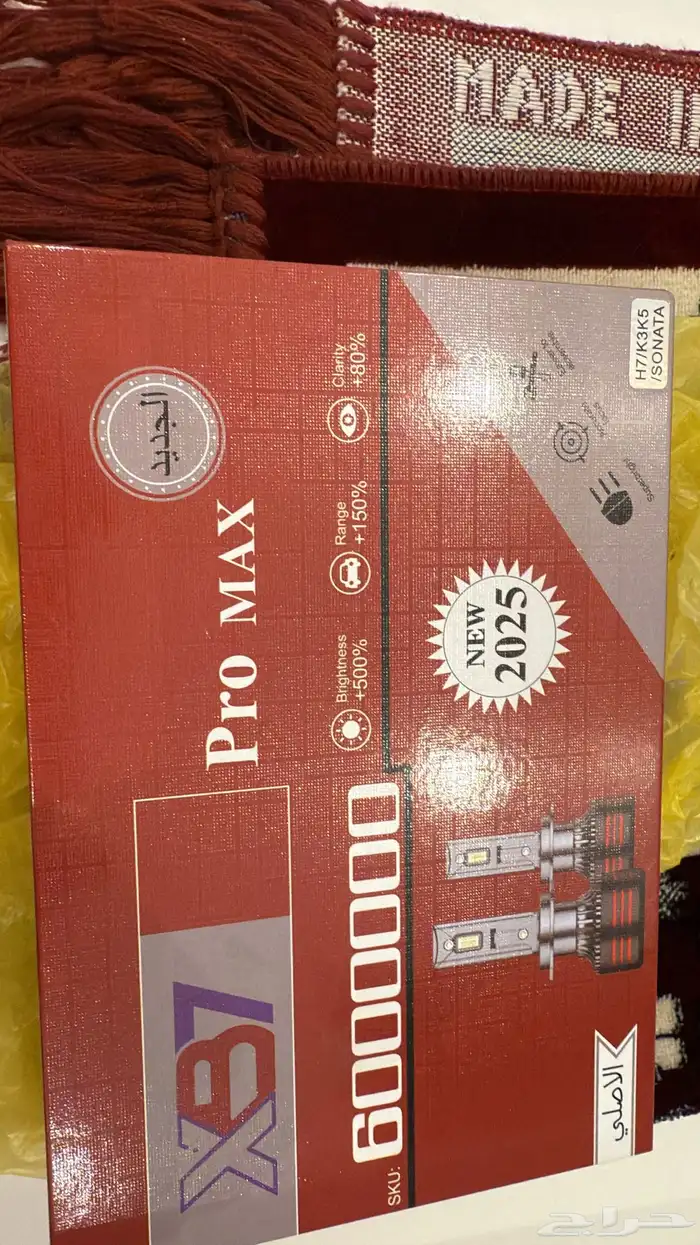 MADE I
XB7
Pro MAX
الجديد
SKU: 6000000
Brightness
+500%
Range
+150%
Clarity
+80%
NEW
2025
H7/K3K5
/SONATA
Superbright
الاصلي
حراج